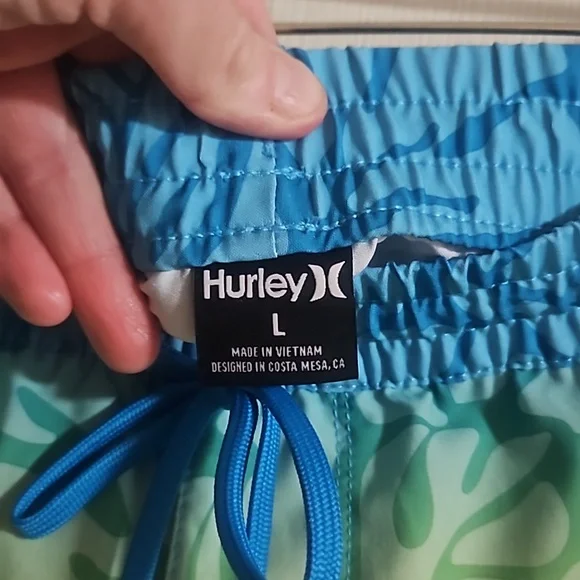 Hurley
L
MADE IN VIETNAM
DESIGNED IN COSTA MESA, CA